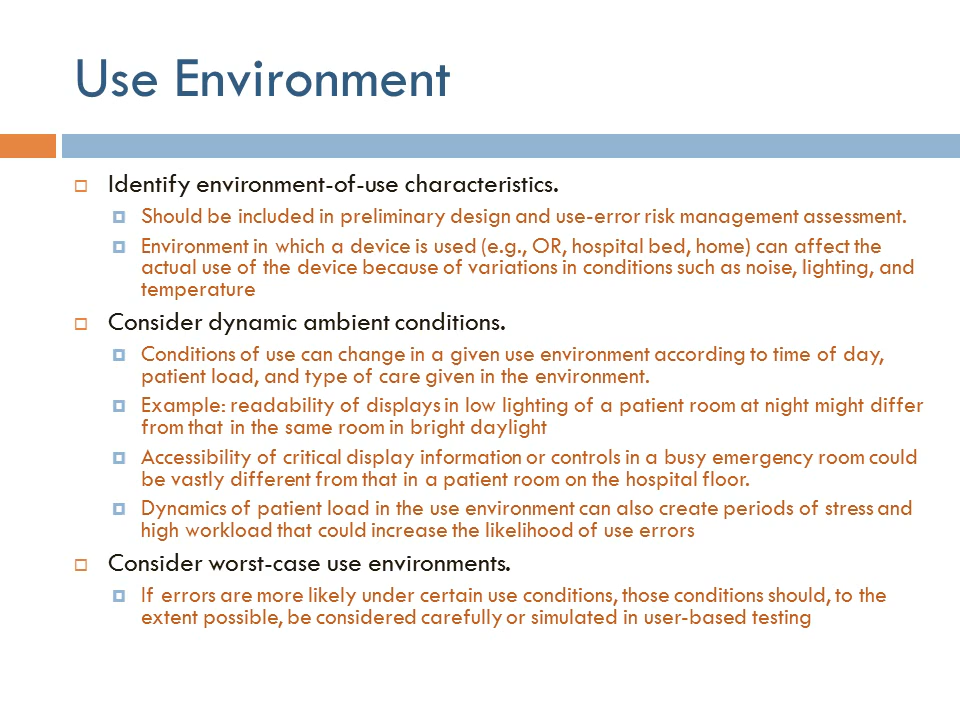 Use Environment
Identify environment-of-use characteristics.
Should be included in preliminary design and use-error risk management assessment.
Environment in which a device is used (e.g., OR, hospital bed, home) can affect the
actual use of the device because of variations in conditions such as noise, lighting, and
temperature
Consider dynamic ambient conditions.
Conditions of use can change in a given use environment according to time of day,
patient load, and type of care given in the environment.
Example: readability of displays in low lighting of a patient room at night might differ
from that in the same room in bright daylight
Accessibility of critical display information or controls in a busy emergency room could
be vastly different from that in a patient room on the hospital floor.
Dynamics of patient load in the use environment can also create periods of stress and
high workload that could increase the likelihood of use errors
Consider worst-case use environments.
If errors are more likely under certain use conditions, those conditions should, to the
extent possible, be considered carefully or simulated in user-based testing